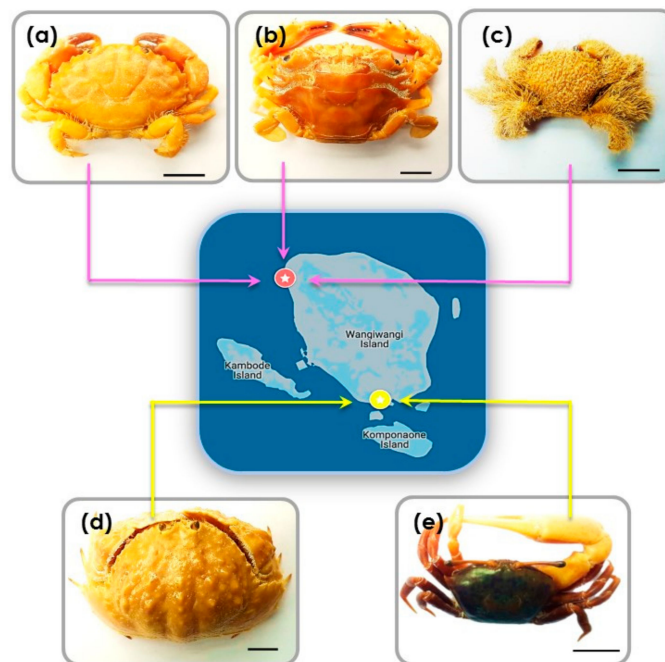 (a)
(b)
(c)
Wangiwangi
Island
Kambode
Island
Komponaone
Island
(d)
(e)